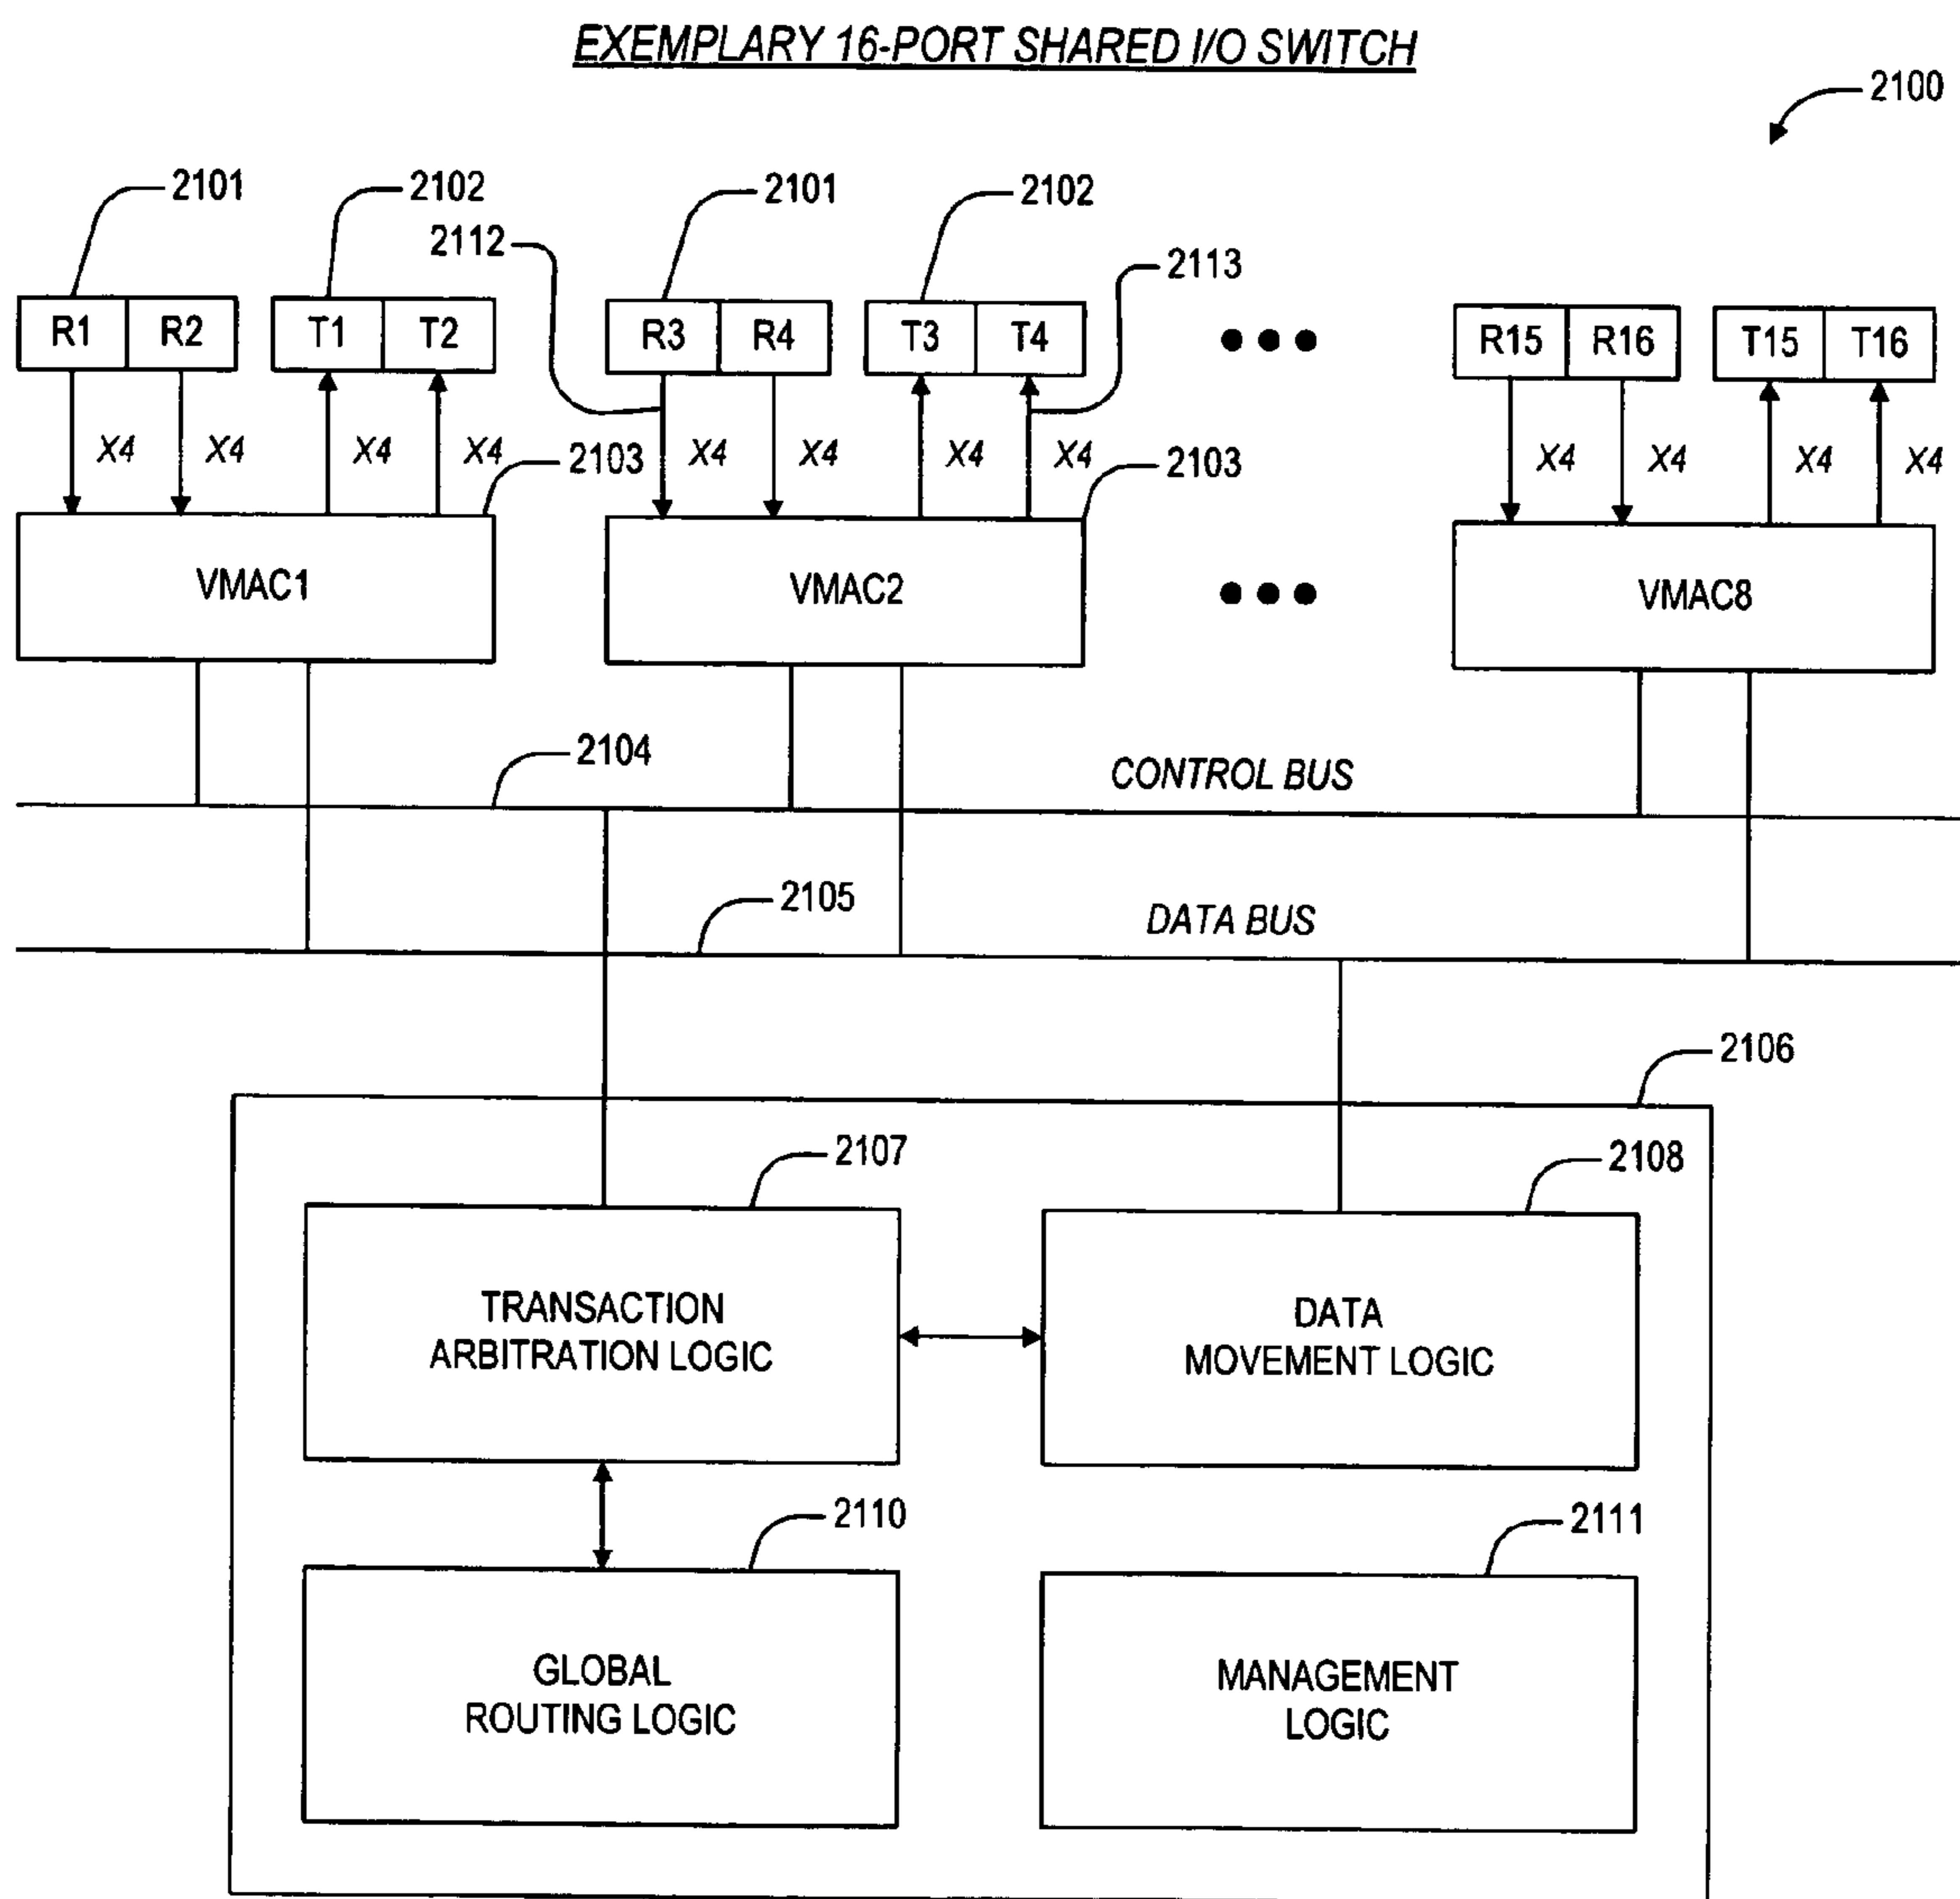 EXEMPLARY 16-PORT SHARED I/O SWITCH
2100
2101
2102
2101
2102
2112
2113
R1 R2 T1 T2 R3 R4 T3 T4 R15 R16 T15 T16
X4 X4 X4 X4 X4 X4 X4 X4 X4 X4 X4 X4
2103
2103
VMAC1 VMAC2 VMAC8
2104
CONTROL BUS
2105
DATA BUS
2106
2107
2108
TRANSACTION
ARBITRATION LOGIC
DATA
MOVEMENT LOGIC
2110
2111
GLOBAL
ROUTING LOGIC
MANAGEMENT
LOGIC